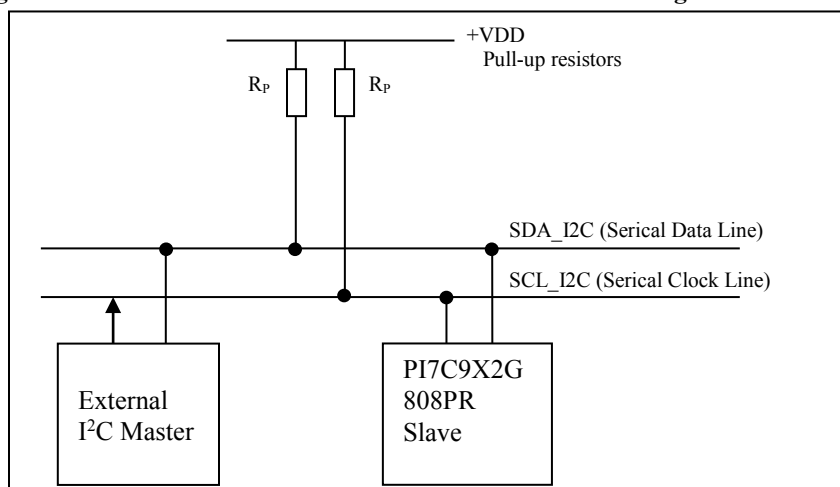 +VDD
Pull-up resistors
RP
RP
SDA_I2C (Serical Data Line)
SCL_I2C (Serical Clock Line)
External
I²C Master
PI7C9X2G
808PR
Slave